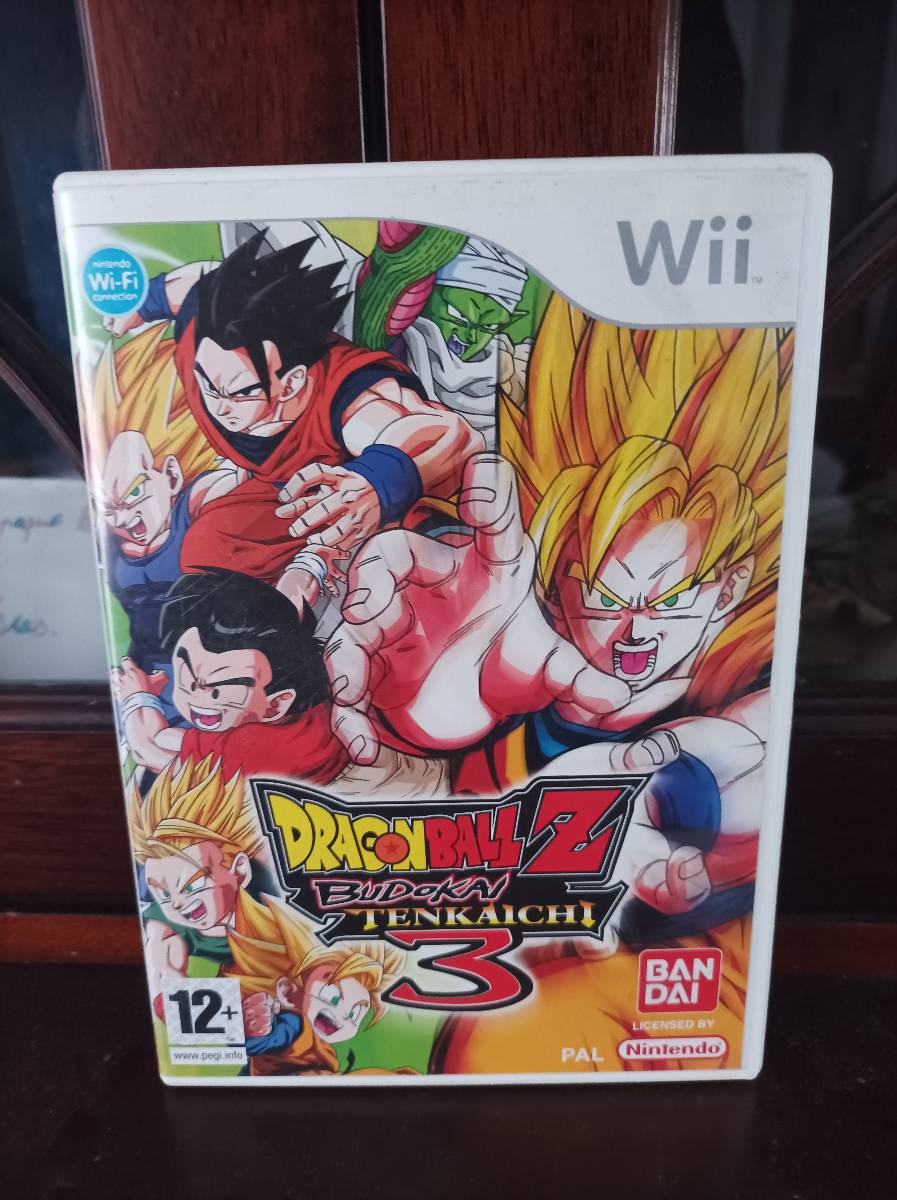 Wii™
nintendo
Wi-Fi
connection
DRAGON BALL Z
BUDOKAI
TENKAICHI
3
12+
www.pegi.info
BAN
DAI
LICENSED BY
PAL
Nintendo®